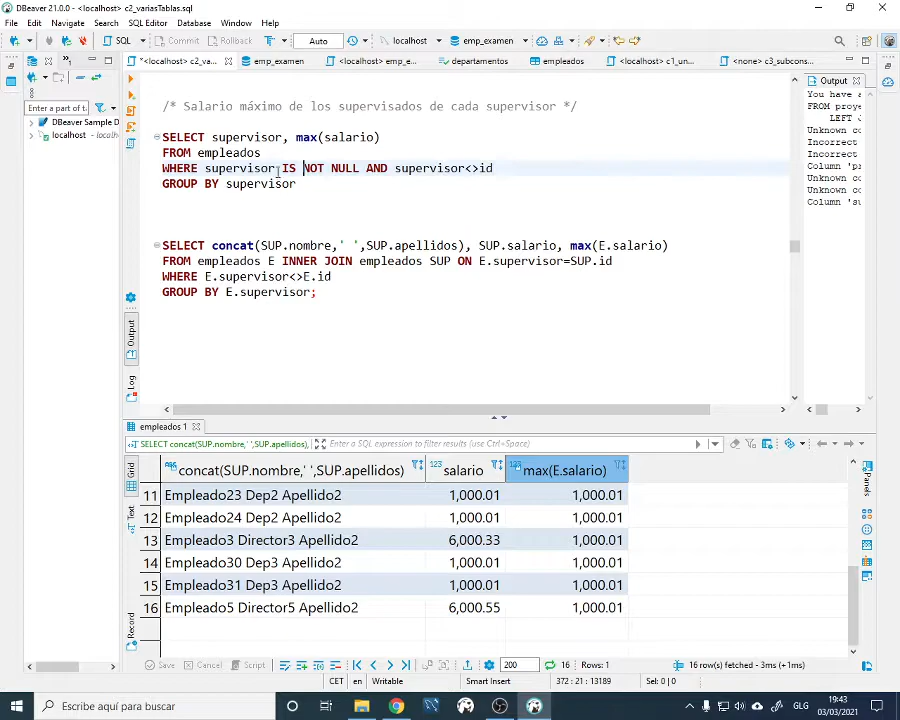 DBeaver 21.0.0 - <localhost> c2_variasTablas.sql
File Edit Navigate Search SQL Editor Database Window Help
SQL Commit Rollback Auto localhost emp_examen
*<localhost> c2_va... emp_examen <localhost> emp_e... departamentos empleados <localhost> c1_un... <none> c3_subcons... Output
Enter a part of t
DBeaver Sample D
localhost
/* Salario máximo de los supervisados de cada supervisor */
SELECT supervisor, max(salario)
FROM empleados
WHERE supervisor IS NOT NULL AND supervisor<>id
GROUP BY supervisor
SELECT concat(SUP.nombre,' ',SUP.apellidos), SUP.salario, max(E.salario)
FROM empleados E INNER JOIN empleados SUP ON E.supervisor=SUP.id
WHERE E.supervisor<>E.id
GROUP BY E.supervisor;
You have a
FROM proye
LEFT J
Unknown co
Incorrect
Incorrect
Column 'p
Unknown co
Unknown co
Column 'su
Output
Log
empleados 1
SELECT concat(SUP.nombre,' ',SUP.apellidos), Enter a SQL expression to filter results (use Ctrl+Space)
Grid
Text
Record
Panels
concat(SUP.nombre,' ',SUP.apellidos) 123 salario 123 max(E.salario)
11 Empleado23 Dep2 Apellido2 1,000.01 1,000.01
12 Empleado24 Dep2 Apellido2 1,000.01 1,000.01
13 Empleado3 Director3 Apellido2 6,000.33 1,000.01
14 Empleado30 Dep3 Apellido2 1,000.01 1,000.01
15 Empleado31 Dep3 Apellido2 1,000.01 1,000.01
16 Empleado5 Director5 Apellido2 6,000.55 1,000.01
Save Cancel Script 200 16 Rows: 1 16 row(s) fetched - 3ms (+1ms)
CET en Writable Smart Insert 372 : 21 : 13189 Sel: 0 | 0
Escribe aquí para buscar
GLG
19:43
03/03/2021